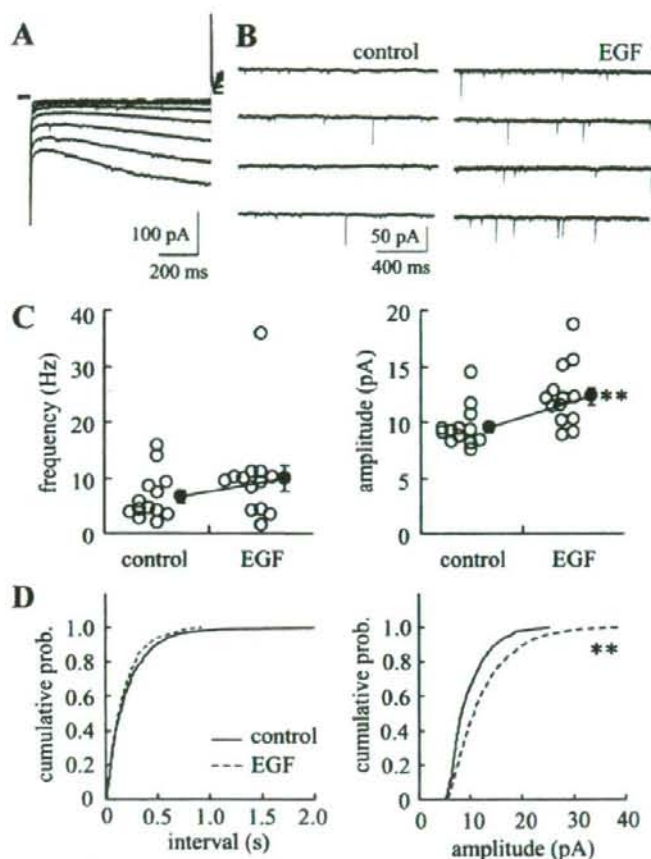 A
B
control
EGF
100 pA
200 ms
50 pA
400 ms
C
frequency (Hz)
40
30
20
10
0
control
EGF
amplitude (pA)
20
15
10
5
0
control
EGF
**
D
cumulative prob.
1.0
0.8
0.6
0.4
0.2
0
control
EGF
0
0.5
1.0
1.5
2.0
interval (s)
cumulative prob.
1.0
0.8
0.6
0.4
0.2
0
**
0
10
20
30
40
amplitude (pA)